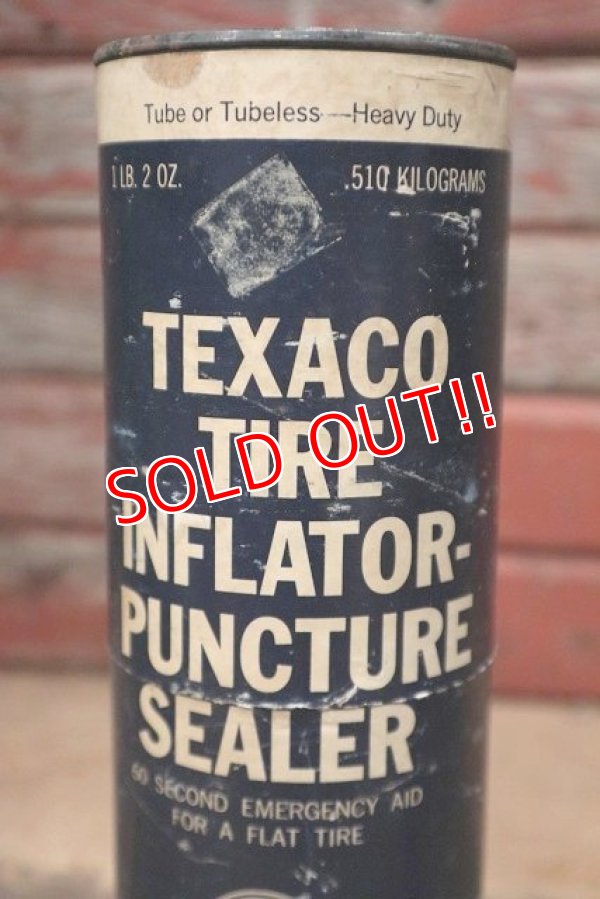 Tube or Tubeless—Heavy Duty
1 LB. 2 OZ. .510 KILOGRAMS
TEXACO
TIRE
INFLATOR-
PUNCTURE
SEALER
60 SECOND EMERGENCY AID
FOR A FLAT TIRE
SOLD OUT!!